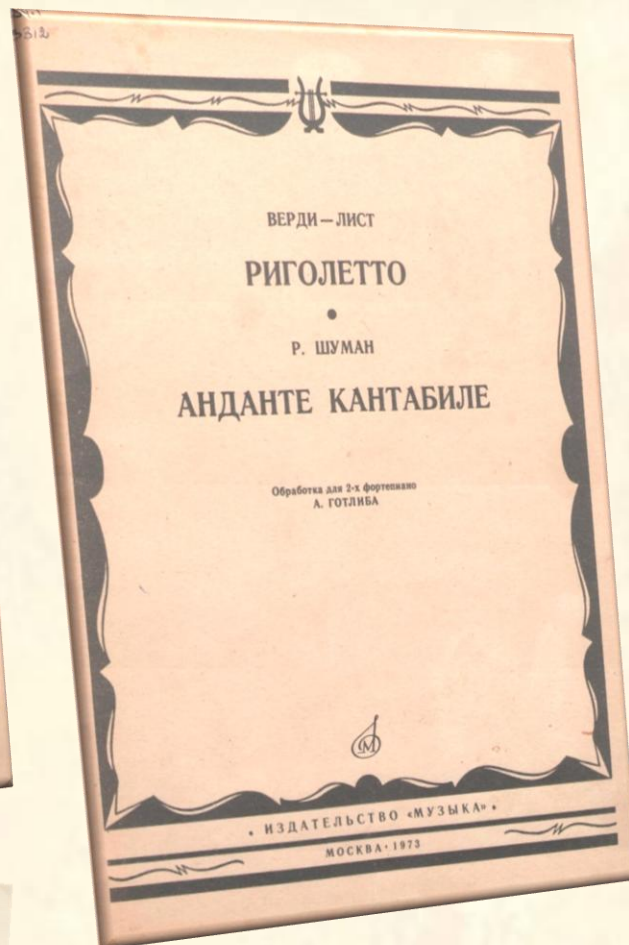 ВЕРДИ — ЛИСТ
РИГОЛЕТТО
•
Р. ШУМАН
АНДАНТЕ КАНТАБИЛЕ
Обработка для 2-х фортепиано
А. ГОТЛИБА
М
• ИЗДАТЕЛЬСТВО «МУЗЫКА» •
МОСКВА • 1973